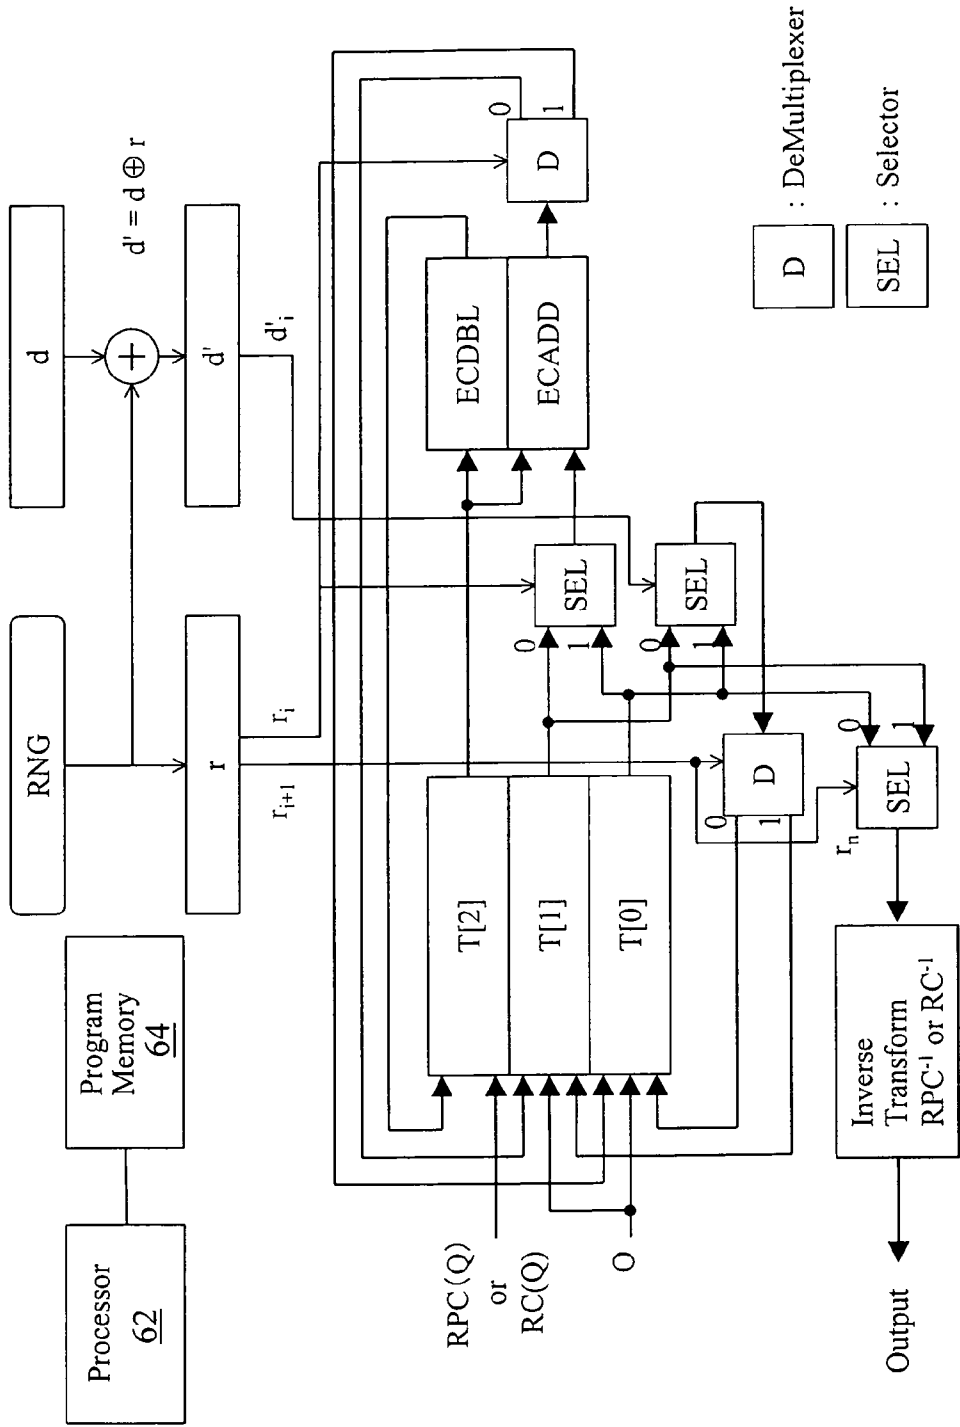 Processor
62
Program
Memory
64
RNG
d
d' = d ⊕ r
r
d'
r_{i+1}
r_i
d'_i
RPC(Q)
or
RC(Q)
O
T[2]
T[1]
T[0]
0
1
SEL
0
1
SEL
ECDBL
ECADD
D
0
1
0
1
D
r_n
0
1
SEL
Inverse
Transform
RPC⁻¹ or RC⁻¹
Output
D : DeMultiplexer
SEL : Selector